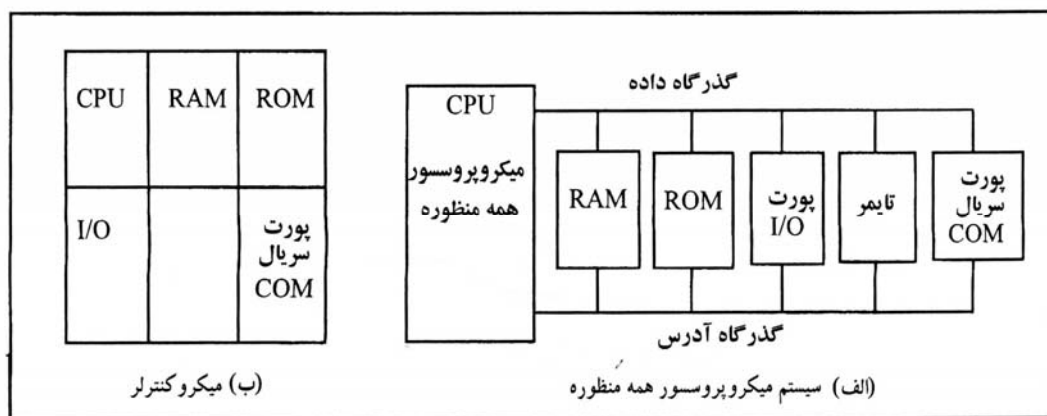 گذرگاه داده
CPU
میکروپروسسور
همه منظوره
RAM
ROM
پورت
I/O
تایمر
پورت
سریال
COM
گذرگاه آدرس
(الف) سیستم میکروپروسسور همه منظوره
CPU
RAM
ROM
I/O
پورت
سریال
COM
(ب) میکروکنترلر